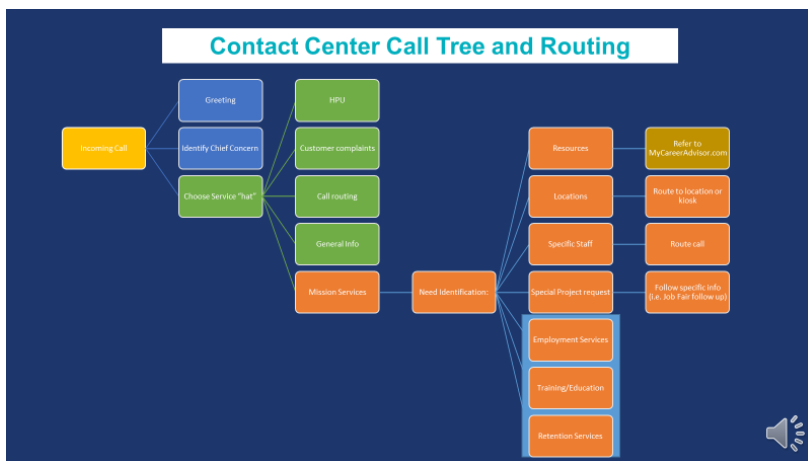 Contact Center Call Tree and Routing
Incoming Call
Greeting
Identify Chief Concern
Choose Service "hat"
HPU
Customer complaints
Call routing
General Info
Mission Services
Need Identification:
Resources
Refer to
MyCareerAdvisor.com
Locations
Route to location or
kiosk
Specific Staff
Route call
Special Project request
Follow specific info
(i.e. Job Fair follow up)
Employment Services
Training/Education
Retention Services